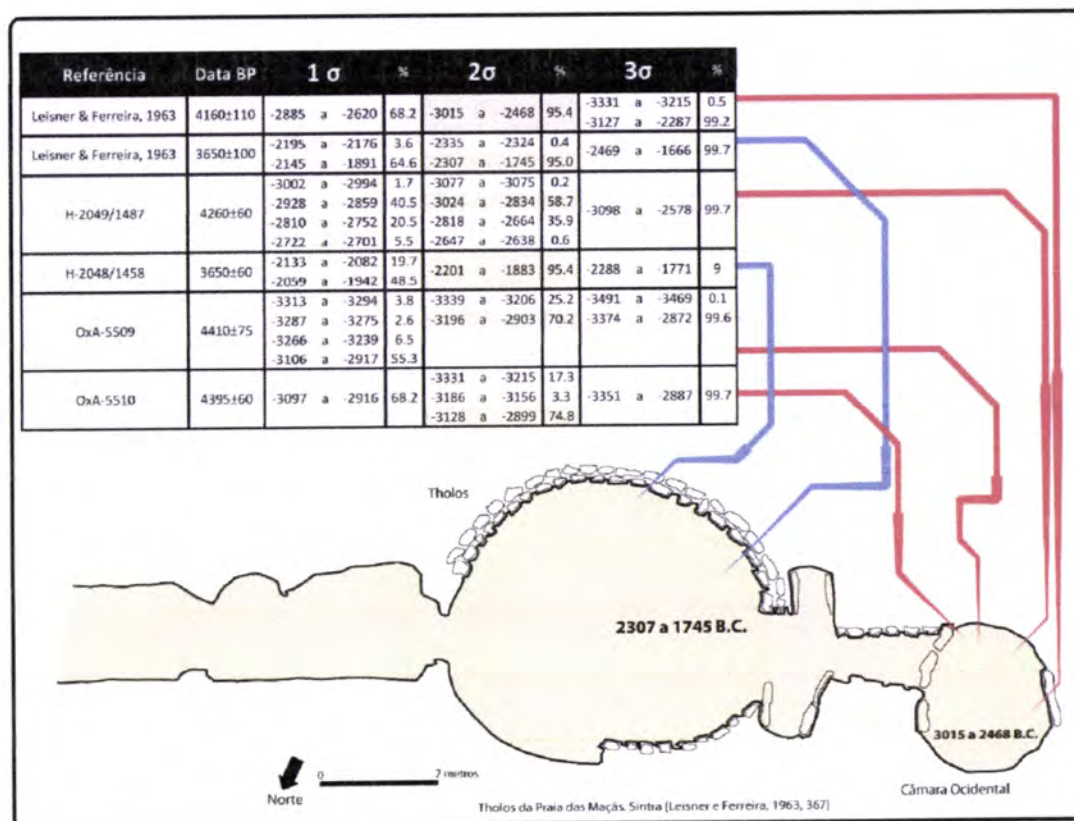 Referência Data BP 1 σ % 2σ % 3σ %
Leisner & Ferreira, 1963 4160±110 -2885 a -2620 68.2 -3015 a -2468 95.4 -3331 a -3215 0.5
-3127 a -2287 99.2
Leisner & Ferreira, 1963 3650±100 -2195 a -2176 3.6 -2335 a -2324 0.4 -2469 a -1666 99.7
-2145 a -1891 64.6 -2307 a -1745 95.0
H-2049/1487 4260±60 -3002 a -2994 1.7 -3077 a -3075 0.2 -3098 a -2578 99.7
-2928 a -2859 40.5 -3024 a -2834 58.7
-2810 a -2752 20.5 -2818 a -2664 35.9
-2722 a -2701 5.5 -2647 a -2638 0.6
H-2048/1458 3650±60 -2133 a -2082 19.7 -2201 a -1883 95.4 -2288 a -1771 9
-2059 a -1942 48.5
OxA-5509 4410±75 -3313 a -3294 3.8 -3339 a -3206 25.2 -3491 a -3469 0.1
-3287 a -3275 2.6 -3196 a -2903 70.2 -3374 a -2872 99.6
-3266 a -3239 6.5
-3106 a -2917 55.3
OxA-5510 4395±60 -3097 a -2916 68.2 -3331 a -3215 17.3 -3351 a -2887 99.7
-3186 a -3156 3.3
-3128 a -2899 74.8
Tholos
2307 a 1745 B.C.
3015 a 2468 B.C.
Câmara Ocidental
0 2 metros
Norte
Tholos da Praia das Maçãs. Sintra [Leisner e Ferreira, 1963, 367]